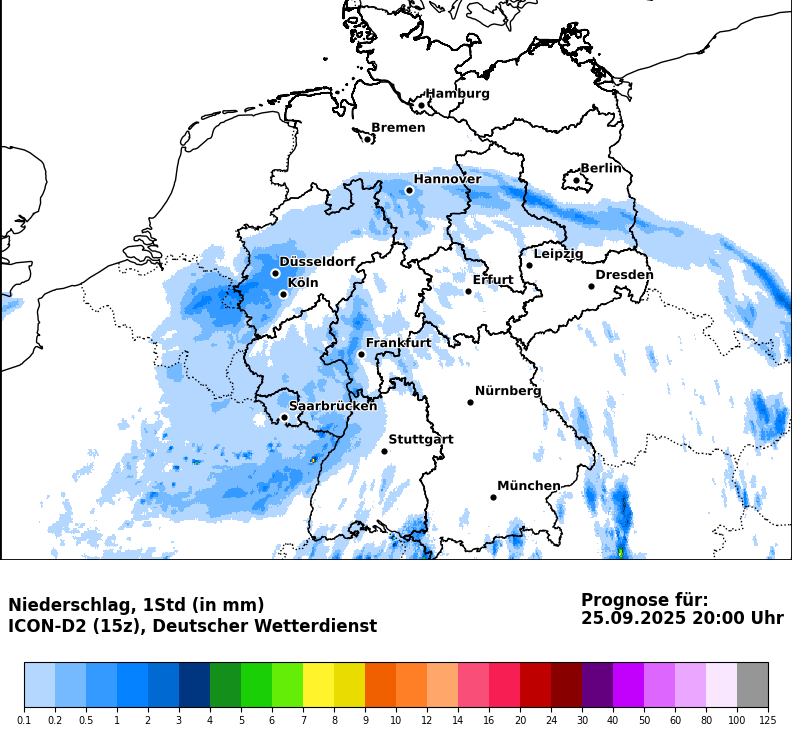 Hamburg
Bremen
Berlin
Hannover
Leipzig
Düsseldorf
Dresden
Köln
Erfurt
Frankfurt
Nürnberg
Saarbrücken
Stuttgart
München
Niederschlag, 1Std (in mm)
ICON-D2 (15z), Deutscher Wetterdienst
Prognose für:
25.09.2025 20:00 Uhr
0.1 0.2 0.5 1 2 3 4 5 6 7 8 9 10 12 14 16 20 24 30 40 50 60 80 100 125